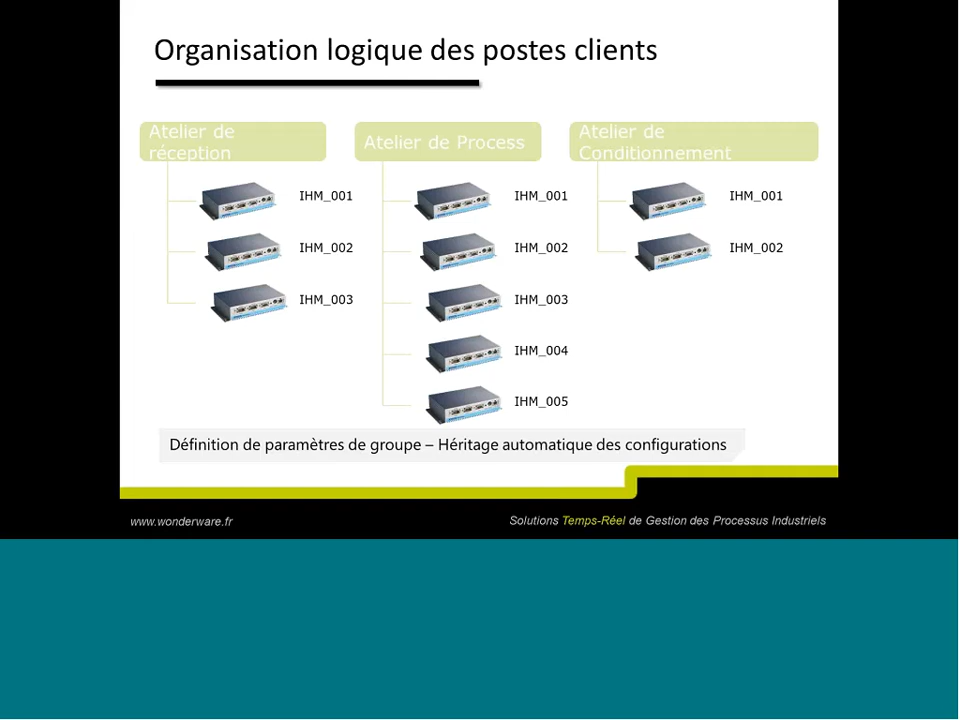 Organisation logique des postes clients
Atelier de
réception
Atelier de Process
Atelier de
Conditionnement
IHM_001
IHM_002
IHM_003
IHM_001
IHM_002
IHM_003
IHM_004
IHM_005
IHM_001
IHM_002
Définition de paramètres de groupe – Héritage automatique des configurations
www.wonderware.fr
Solutions Temps-Réel de Gestion des Processus Industriels